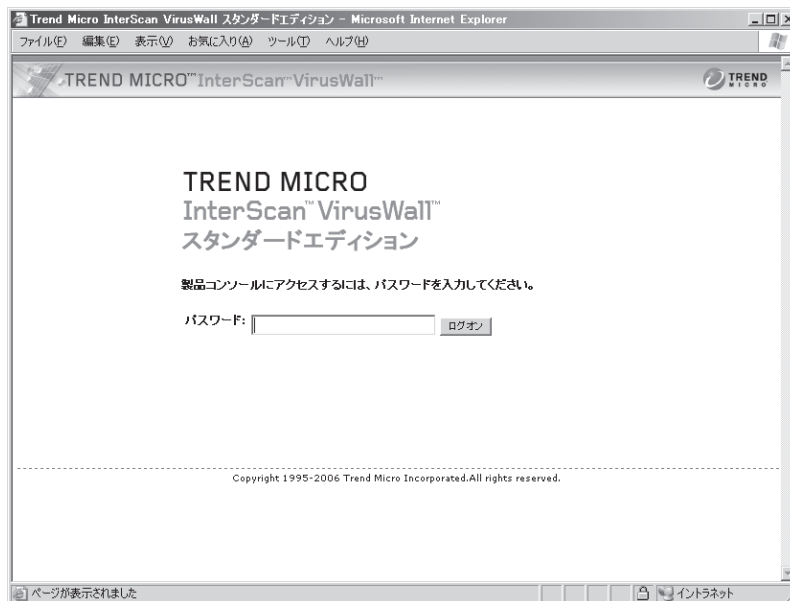 Trend Micro InterScan VirusWall スタンダードエディション - Microsoft Internet Explorer
ファイル(F) 編集(E) 表示(V) お気に入り(A) ツール(T) ヘルプ(H)
TREND MICRO™ InterScan™ VirusWall™
TREND MICRO
TREND MICRO
InterScan™ VirusWall™
スタンダードエディション
製品コンソールにアクセスするには、パスワードを入力してください。
パスワード: ログオン
Copyright 1995-2006 Trend Micro Incorporated.All rights reserved.
ページが表示されました イントラネット